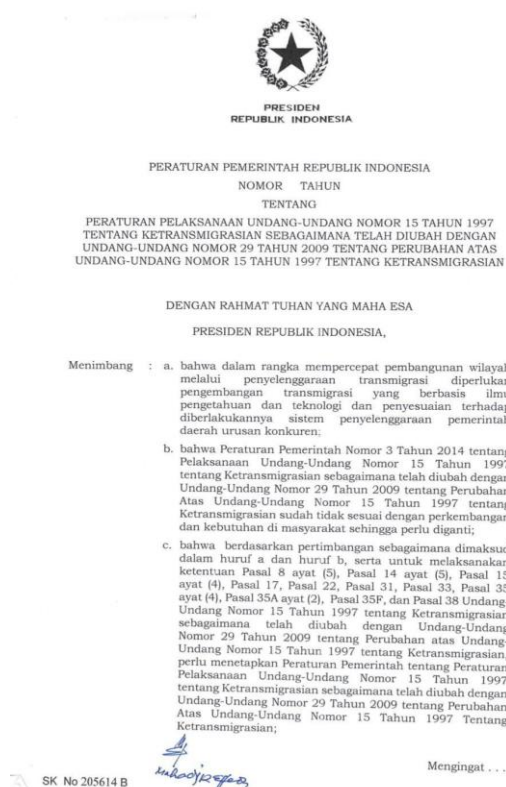 PRESIDEN
REPUBLIK INDONESIA
PERATURAN PEMERINTAH REPUBLIK INDONESIA
NOMOR TAHUN
TENTANG
PERATURAN PELAKSANAAN UNDANG-UNDANG NOMOR 15 TAHUN 1997
TENTANG KETRANSMIGRASIAN SEBAGAIMANA TELAH DIUBAH DENGAN
UNDANG-UNDANG NOMOR 29 TAHUN 2009 TENTANG PERUBAHAN ATAS
UNDANG-UNDANG NOMOR 15 TAHUN 1997 TENTANG KETRANSMIGRASIAN
DENGAN RAHMAT TUHAN YANG MAHA ESA
PRESIDEN REPUBLIK INDONESIA,
Menimbang : a. bahwa dalam rangka mempercepat pembangunan wilayah
melalui penyelenggaraan transmigrasi diperlukan
pengembangan transmigrasi yang berbasis ilmu
pengetahuan dan teknologi dan penyesuaian terhadap
diberlakukannya sistem penyelenggaraan pemerintah
daerah urusan konkuren;
b. bahwa Peraturan Pemerintah Nomor 3 Tahun 2014 tentang
Pelaksanaan Undang-Undang Nomor 15 Tahun 1997
tentang Ketransmigrasian sebagaimana telah diubah dengan
Undang-Undang Nomor 29 Tahun 2009 tentang Perubahan
Atas Undang-Undang Nomor 15 Tahun 1997 tentang
Ketransmigrasian sudah tidak sesuai dengan perkembangan
dan kebutuhan di masyarakat sehingga perlu diganti;
c. bahwa berdasarkan pertimbangan sebagaimana dimaksud
dalam huruf a dan huruf b, serta untuk melaksanakan
ketentuan Pasal 8 ayat (5), Pasal 14 ayat (5), Pasal 15
ayat (4), Pasal 17, Pasal 22, Pasal 31, Pasal 33, Pasal 35
ayat (4), Pasal 35A ayat (2), Pasal 35F, dan Pasal 38 Undang-
Undang Nomor 15 Tahun 1997 tentang Ketransmigrasian
sebagaimana telah diubah dengan Undang-Undang
Nomor 29 Tahun 2009 tentang Perubahan atas Undang-
Undang Nomor 15 Tahun 1997 tentang Ketransmigrasian,
perlu menetapkan Peraturan Pemerintah tentang Peraturan
Pelaksanaan Undang-Undang Nomor 15 Tahun 1997
tentang Ketransmigrasian sebagaimana telah diubah dengan
Undang-Undang Nomor 29 Tahun 2009 tentang Perubahan
Atas Undang-Undang Nomor 15 Tahun 1997 Tentang
Ketransmigrasian;
Mengingat . . .
SK No 205614 B